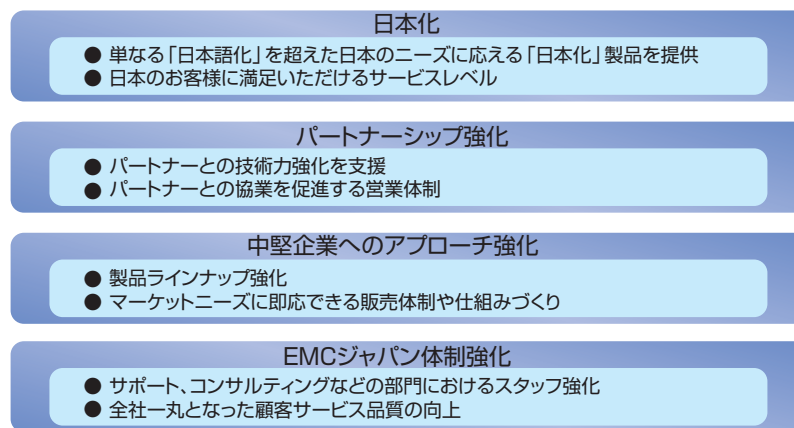 日本化
● 単なる「日本語化」を超えた日本のニーズに応える「日本化」製品を提供
● 日本のお客様に満足いただけるサービスレベル
パートナーシップ強化
● パートナーとの技術力強化を支援
● パートナーとの協業を促進する営業体制
中堅企業へのアプローチ強化
● 製品ラインナップ強化
● マーケットニーズに即応できる販売体制や仕組みづくり
EMCジャパン体制強化
● サポート、コンサルティングなどの部門におけるスタッフ強化
● 全社一丸となった顧客サービス品質の向上